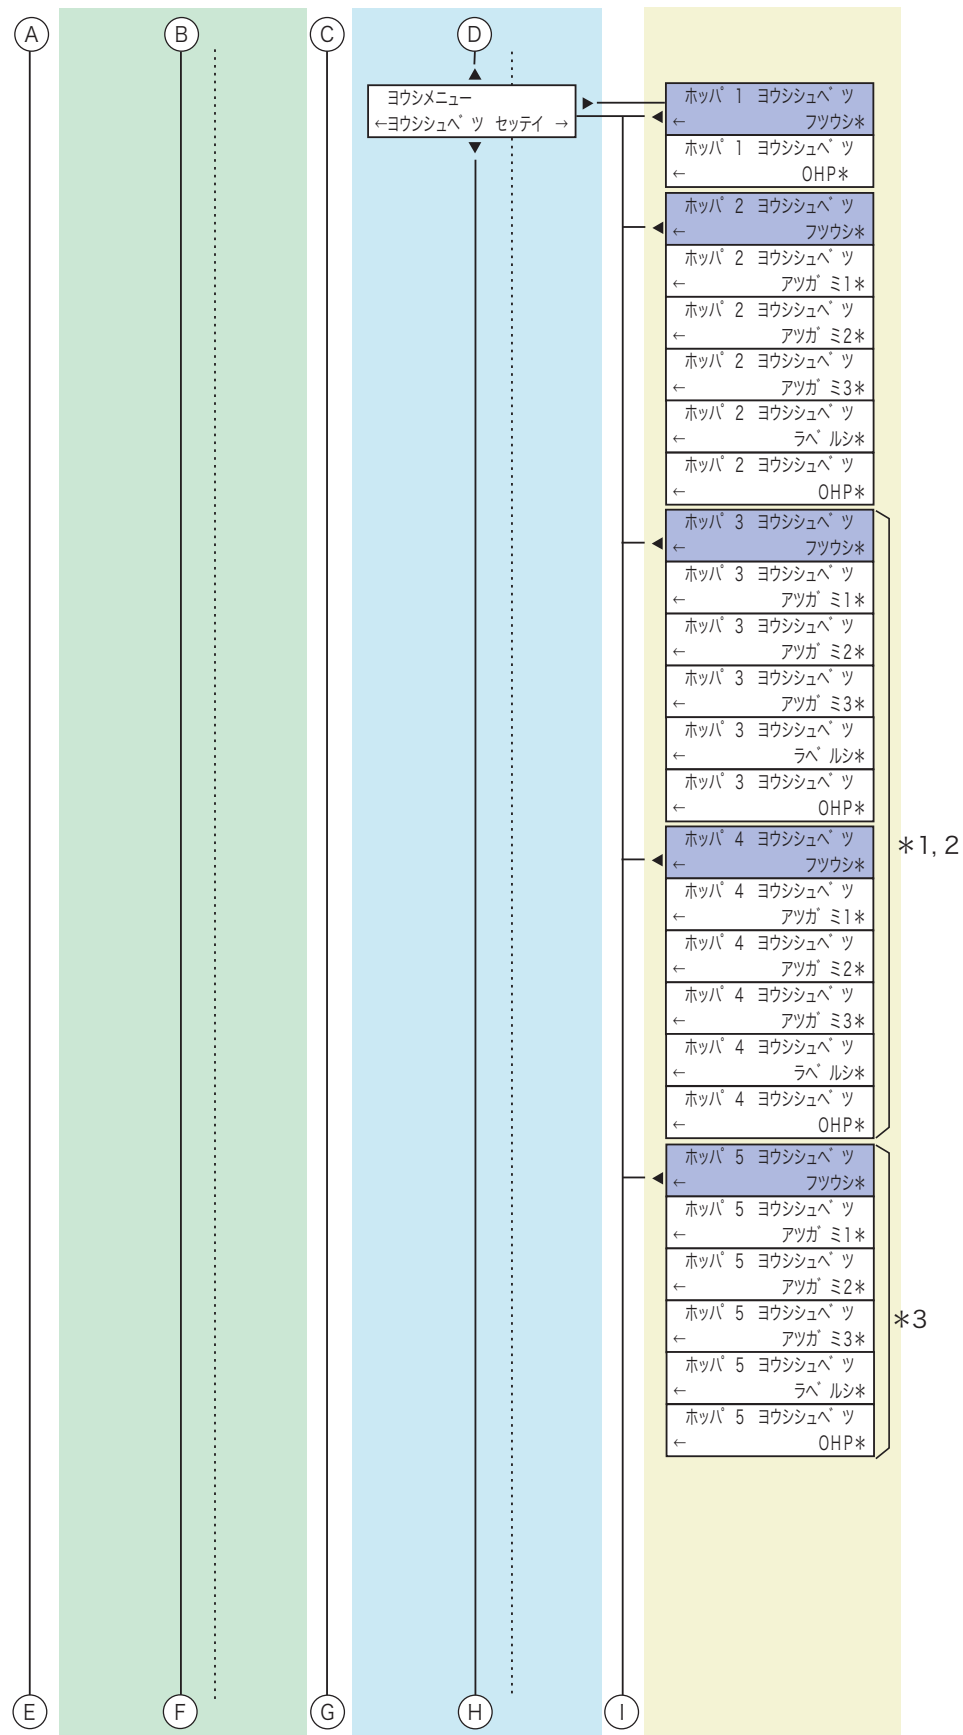 A B C D
ヨウシメニュー
←ヨウシシュベツ セッテイ →
ホッパ 1 ヨウシシュベツ
← フツウシ*
ホッパ 1 ヨウシシュベツ
← OHP*
ホッパ 2 ヨウシシュベツ
← フツウシ*
ホッパ 2 ヨウシシュベツ
← アツガミ1*
ホッパ 2 ヨウシシュベツ
← アツガミ2*
ホッパ 2 ヨウシシュベツ
← アツガミ3*
ホッパ 2 ヨウシシュベツ
← ラベルシ*
ホッパ 2 ヨウシシュベツ
← OHP*
ホッパ 3 ヨウシシュベツ
← フツウシ*
ホッパ 3 ヨウシシュベツ
← アツガミ1*
ホッパ 3 ヨウシシュベツ
← アツガミ2*
ホッパ 3 ヨウシシュベツ
← アツガミ3*
ホッパ 3 ヨウシシュベツ
← ラベルシ*
ホッパ 3 ヨウシシュベツ
← OHP*
ホッパ 4 ヨウシシュベツ
← フツウシ*
ホッパ 4 ヨウシシュベツ
← アツガミ1*
ホッパ 4 ヨウシシュベツ
← アツガミ2*
ホッパ 4 ヨウシシュベツ
← アツガミ3*
ホッパ 4 ヨウシシュベツ
← ラベルシ*
ホッパ 4 ヨウシシュベツ
← OHP*
*1, 2
ホッパ 5 ヨウシシュベツ
← フツウシ*
ホッパ 5 ヨウシシュベツ
← アツガミ1*
ホッパ 5 ヨウシシュベツ
← アツガミ2*
ホッパ 5 ヨウシシュベツ
← アツガミ3*
ホッパ 5 ヨウシシュベツ
← ラベルシ*
ホッパ 5 ヨウシシュベツ
← OHP*
*3
E F G H I